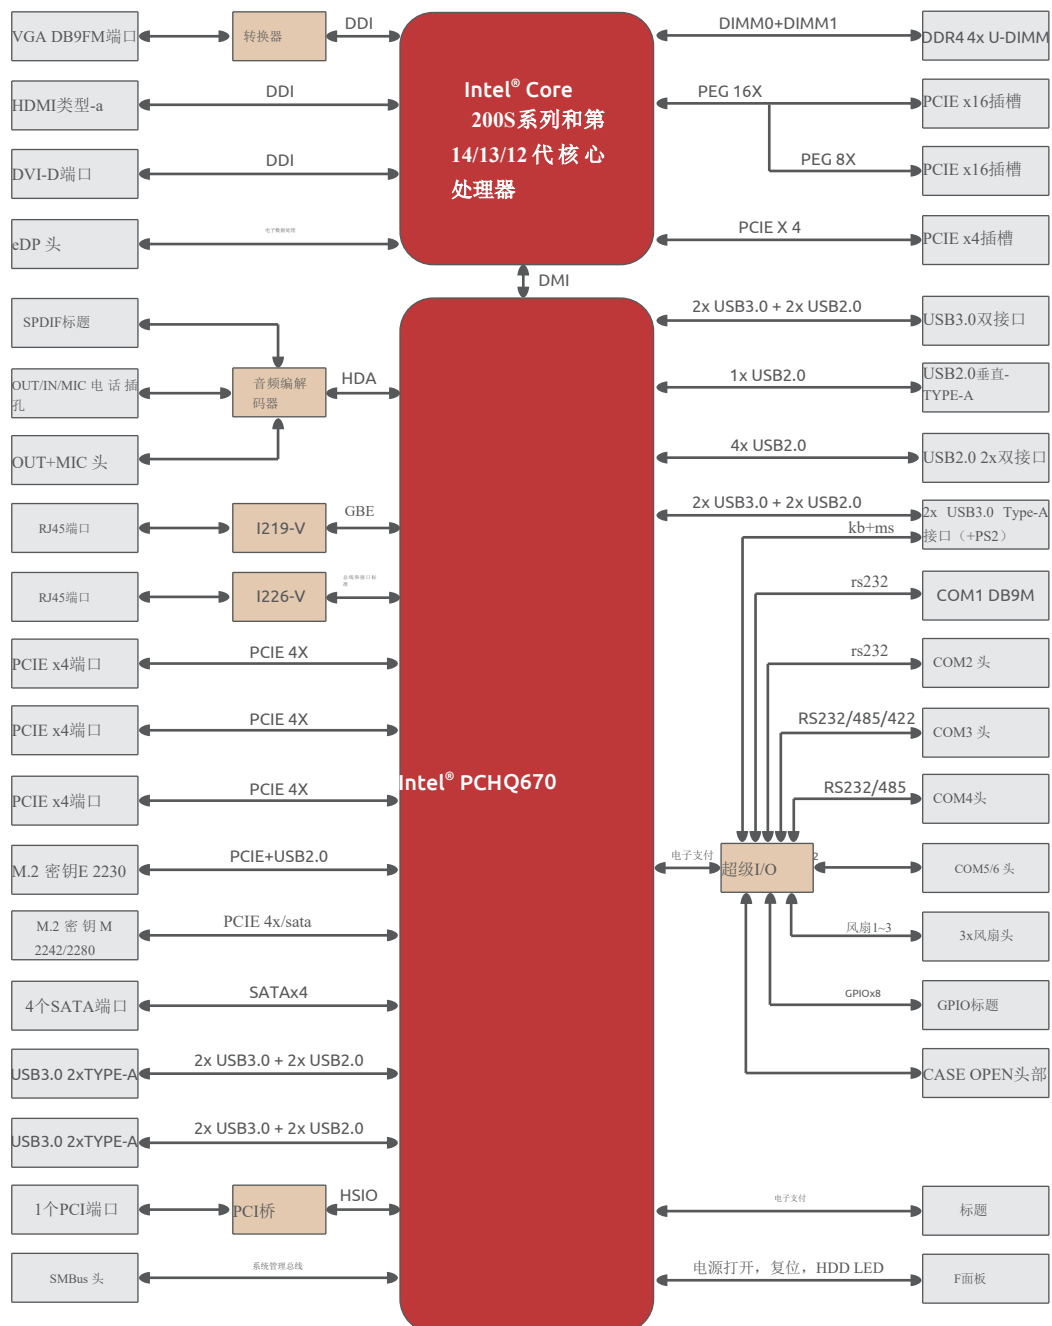 VGA DB9FM端口
转换器
DDI
HDMI类型-a
DDI
DVI-D端口
DDI
eDP 头
电子数据处理
Intel® Core
200S系列和第
14/13/12 代 核 心
处理器
DIMM0+DIMM1
DDR4 4x U-DIMM
PEG 16X
PCIE x16插槽
PEG 8X
PCIE x16插槽
PCIE X 4
PCIE x4插槽
DMI
SPDIF标题
OUT/IN/MIC 电 话 插
孔
音频编解
码器
HDA
OUT+MIC 头
RJ45端口
I219-V
GBE
RJ45端口
I226-V
总线和接口标
准
PCIE x4端口
PCIE 4X
PCIE x4端口
PCIE 4X
PCIE x4端口
PCIE 4X
M.2 密钥E 2230
PCIE+USB2.0
M.2 密 钥 M
2242/2280
PCIE 4x/sata
4个SATA端口
SATAx4
USB3.0 2xTYPE-A
2x USB3.0 + 2x USB2.0
USB3.0 2xTYPE-A
2x USB3.0 + 2x USB2.0
1个PCI端口
PCI桥
HSIO
SMBus 头
系统管理总线
Intel® PCHQ670
2x USB3.0 + 2x USB2.0
USB3.0双接口
1x USB2.0
USB2.0垂直-
TYPE-A
4x USB2.0
USB2.0 2x双接口
2x USB3.0 + 2x USB2.0
2x USB3.0 Type-A
接口（+PS2）
kb+ms
rs232
COM1 DB9M
rs232
COM2 头
RS232/485/422
COM3 头
RS232/485
COM4头
电子支付
超级I/O
2
COM5/6 头
风扇1~3
3x风扇头
GPIOx8
GPIO标题
CASE OPEN头部
电子支付
标题
电源打开，复位，HDD LED
F面板